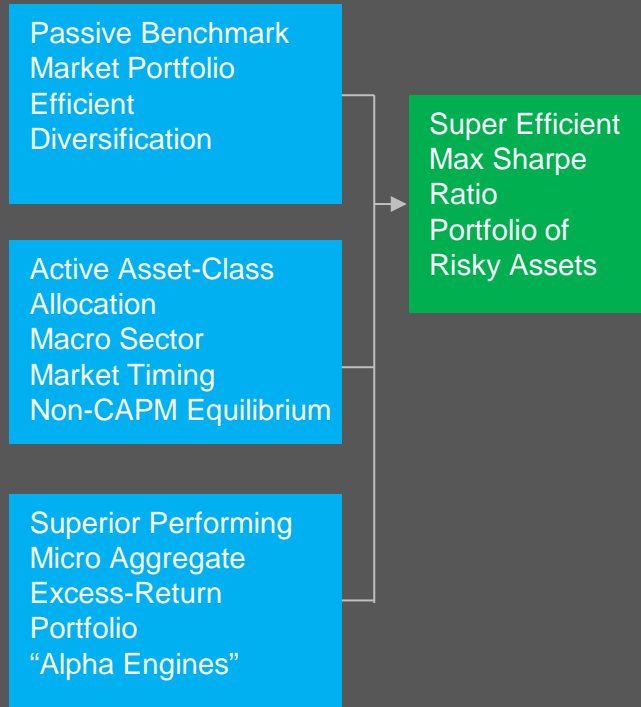 Passive Benchmark
Market Portfolio
Efficient
Diversification
Super Efficient
Max Sharpe
Ratio
Portfolio of
Risky Assets
Active Asset-Class
Allocation
Macro Sector
Market Timing
Non-CAPM Equilibrium
Superior Performing
Micro Aggregate
Excess-Return
Portfolio
“Alpha Engines”